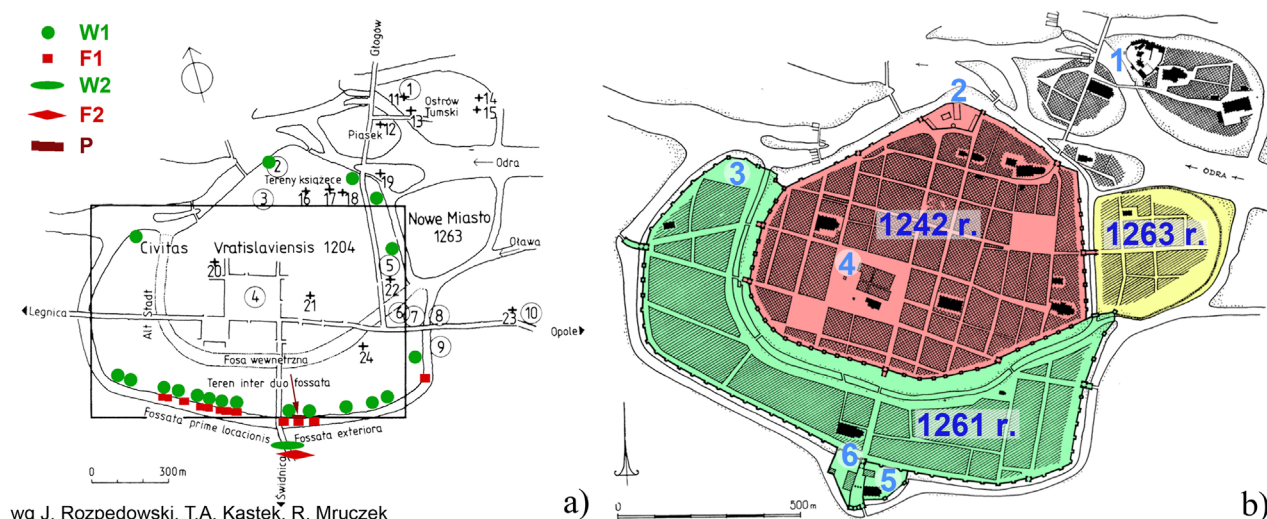 W1
F1
W2
F2
P
Głogów
11
1
14
Ostrów
Tumski
13
15
12
Piasek
Odra
2
Tereny książęce
19
3
16
17
18
Nowe Miasto
1263
Civitas
Vratislaviensis 1204
Oława
20
5
4
22
21
Alt Stadt
Legnica
6
7
8
23
10
Opole
24
9
Fosa wewnętrzna
Teren inter duo fossata
Fossata prime locacionis
Fossata exteriora
0
300m
Świdnica
wg J. Rozpędowski, T.A. Kastek, R. Mruczek
a)
1
2
ODRA
3
1242 r.
1263 r.
4
1261 r.
6
5
0
500m
b)